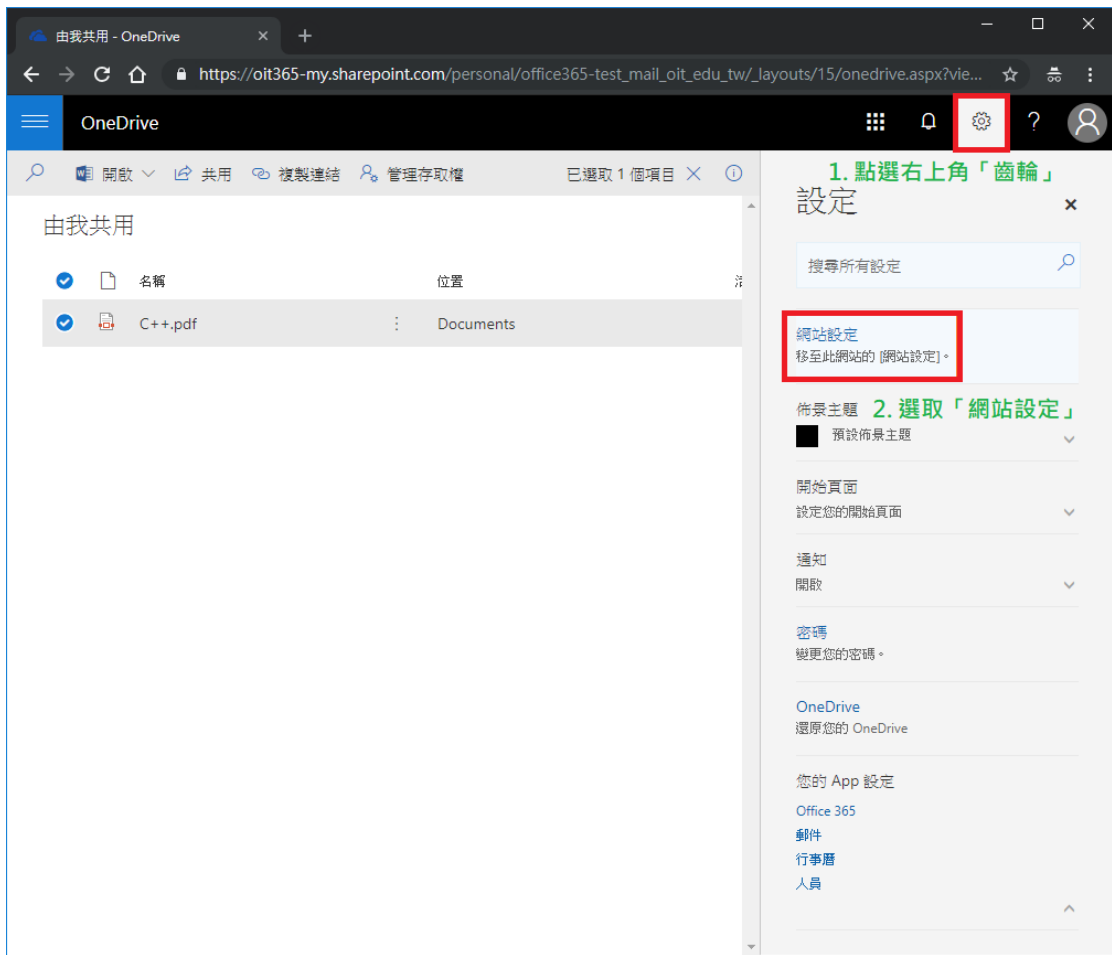 由我共用 - OneDrive
https://oit365-my.sharepoint.com/personal/office365-test_mail_oit_edu_tw/_layouts/15/onedrive.aspx?vie...
OneDrive
開啟 共用 複製連結 管理存取權 已選取 1 個項目
1. 點選右上角「齒輪」
設定
由我共用
搜尋所有設定
名稱 位置
C++.pdf Documents
網站設定
移至此網站的 [網站設定]。
佈景主題 2. 選取「網站設定」
預設佈景主題
開始頁面
設定您的開始頁面
通知
開啟
密碼
變更您的密碼。
OneDrive
還原您的 OneDrive
您的 App 設定
Office 365
郵件
行事曆
人員